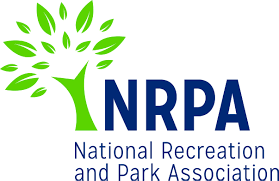 NRPA
National Recreation
and Park Association